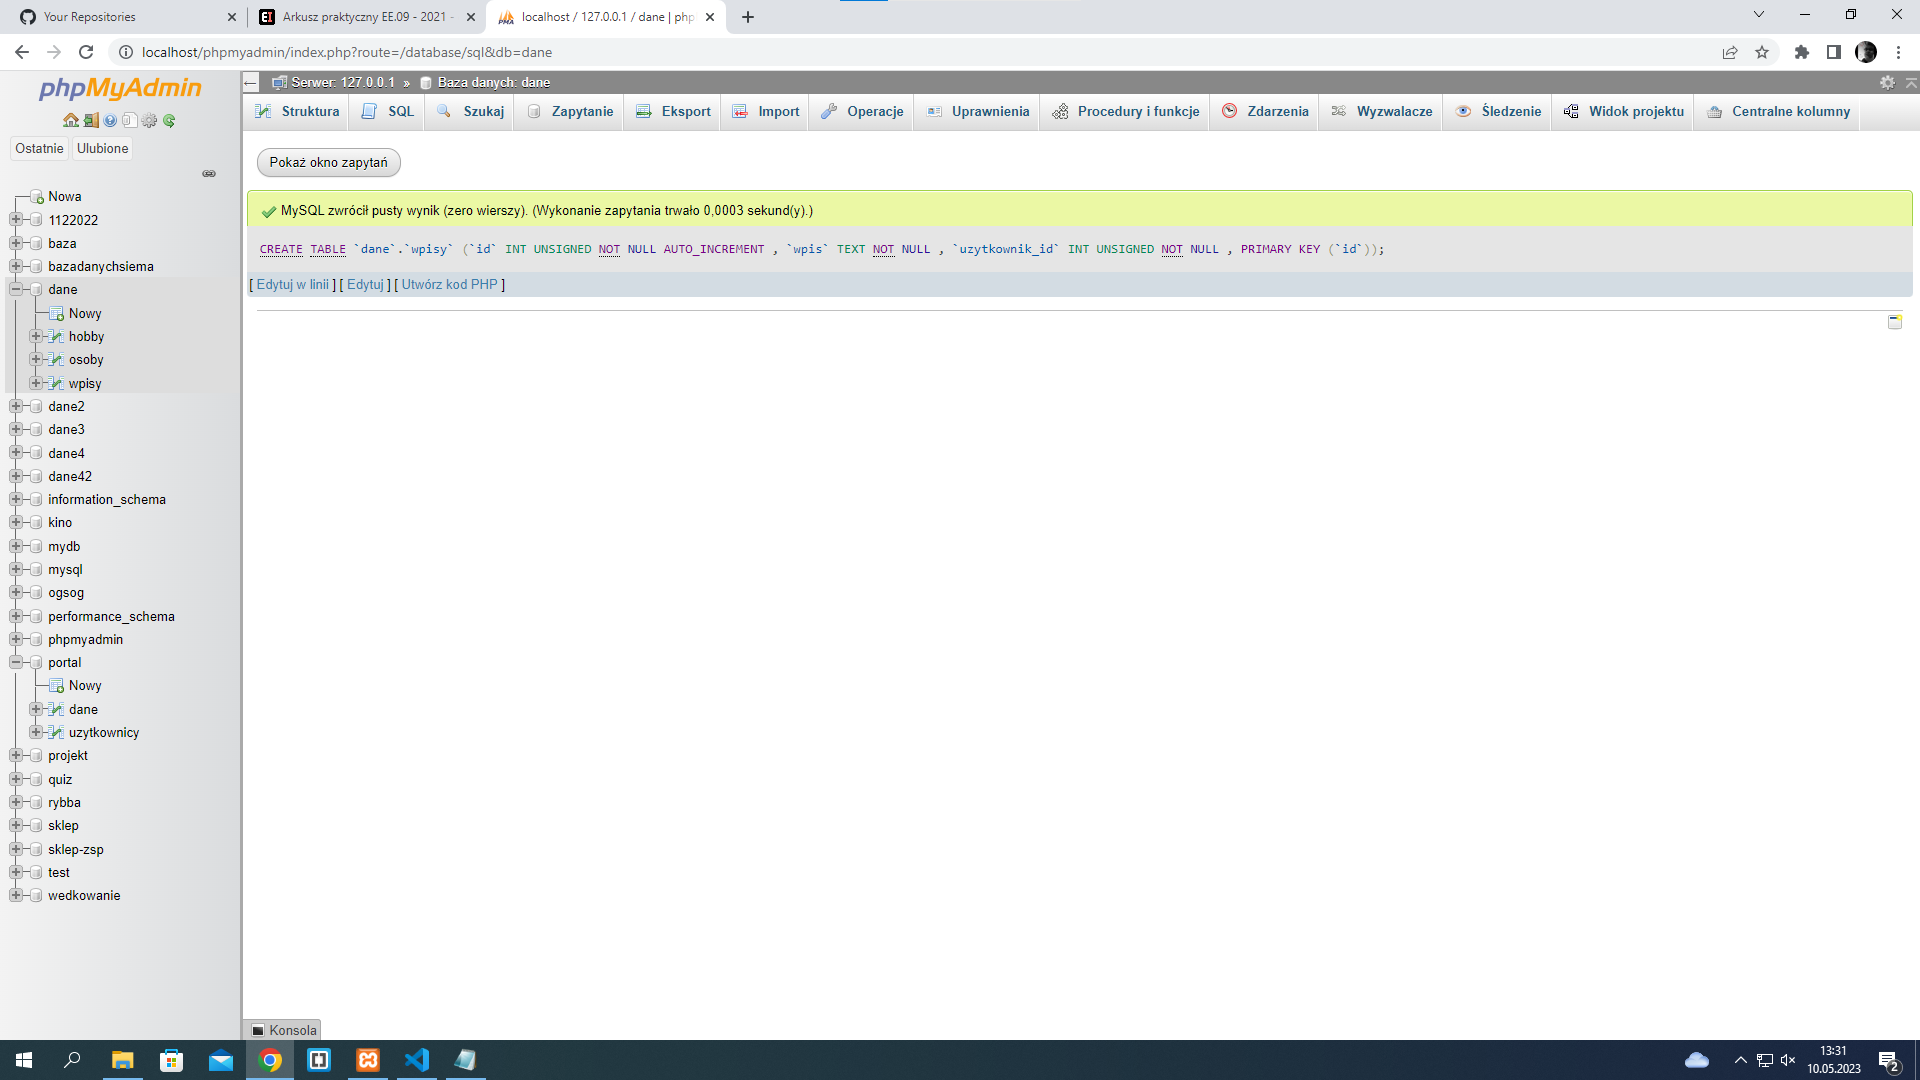 Your Repositories
Arkusz praktyczny EE.09 - 2021 -
localhost / 127.0.0.1 / dane | php
localhost/phpmyadmin/index.php?route=/database/sql&db=dane
phpMyAdmin
Serwer: 127.0.0.1 » Baza danych: dane
Struktura SQL Szukaj Zapytanie Eksport Import Operacje Uprawnienia Procedury i funkcje Zdarzenia Wyzwalacze Śledzenie Widok projektu Centralne kolumny
Ostatnie Ulubione
Nowa
1122022
baza
bazadanychsiema
dane
Nowy
hobby
osoby
wpisy
dane2
dane3
dane4
dane42
information_schema
kino
mydb
mysql
ogsog
performance_schema
phpmyadmin
portal
Nowy
dane
uzytkownicy
projekt
quiz
rybba
sklep
sklep-zsp
test
wedkowanie
Pokaż okno zapytań
MySQL zwrócił pusty wynik (zero wierszy). (Wykonanie zapytania trwało 0,0003 sekund(y).)
CREATE TABLE `dane`.`wpisy` (`id` INT UNSIGNED NOT NULL AUTO_INCREMENT , `wpis` TEXT NOT NULL , `uzytkownik_id` INT UNSIGNED NOT NULL , PRIMARY KEY (`id`));
[ Edytuj w linii ] [ Edytuj ] [ Utwórz kod PHP ]
Konsola
13:31
10.05.2023
2